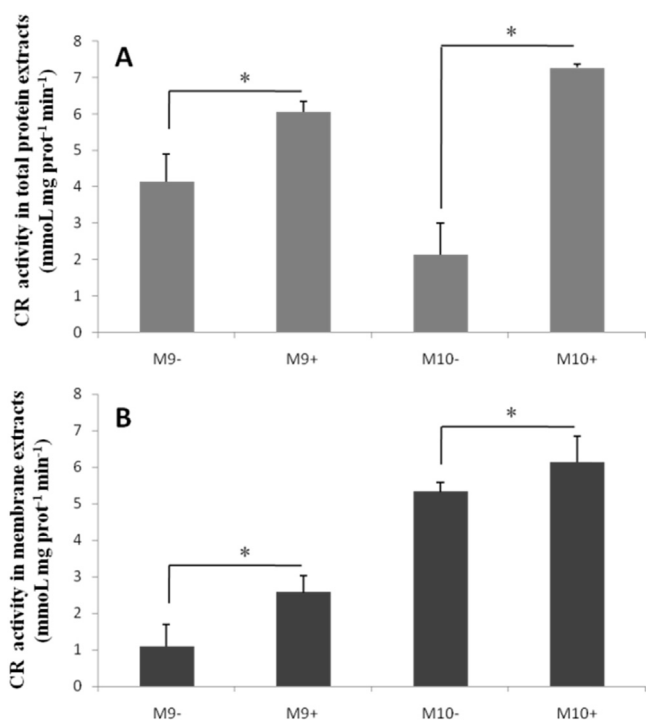 A
CR activity in total protein extracts
(mmoL mg prot⁻¹ min⁻¹)
8
7
6
5
4
3
2
1
0
*
*
M9-
M9+
M10-
M10+
B
CR activity in membrane extracts
(mmoL mg prot⁻¹ min⁻¹)
8
7
6
5
4
3
2
1
0
*
*
M9-
M9+
M10-
M10+